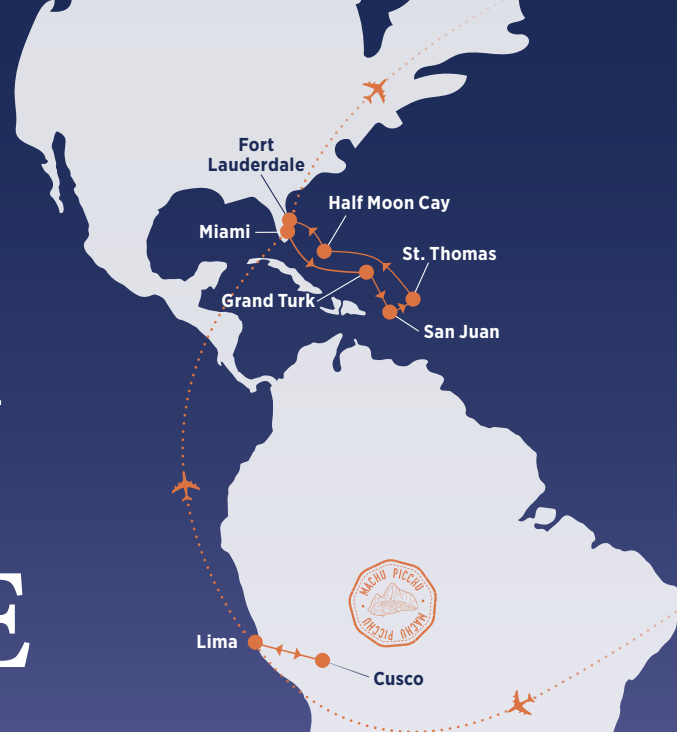 Fort
Lauderdale
Half Moon Cay
Miami
St. Thomas
Grand Turk
San Juan
E
MACHU PICCHU
MACHU PICCHU
Lima
Cusco